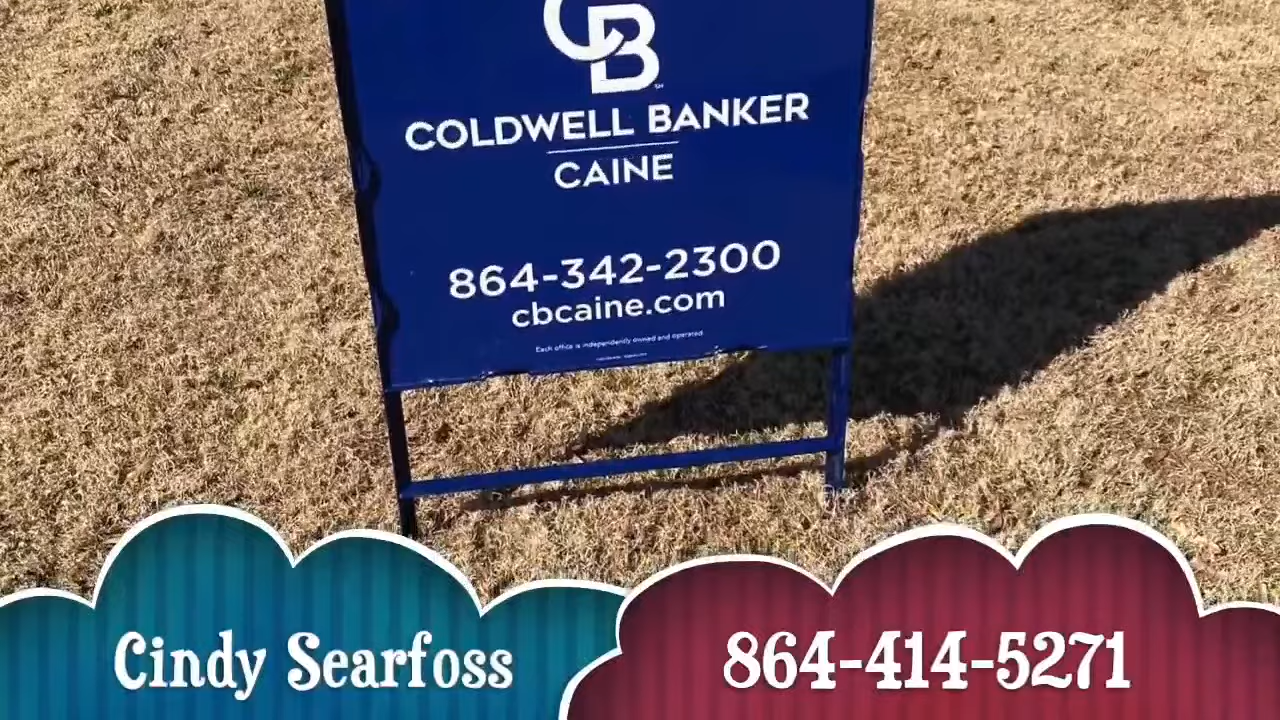 CB
COLDWELL BANKER
CAINE
864-342-2300
cbcaine.com
Each office is independently owned and operated
Cindy Searfoss
864-414-5271